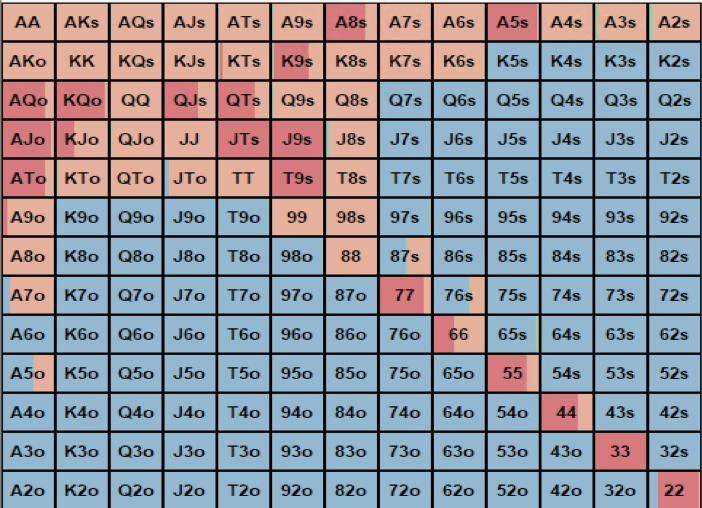 AA AKs AQs AJs ATs A9s A8s A7s A6s A5s A4s A3s A2s
AKo KK KQs KJs KTs K9s K8s K7s K6s K5s K4s K3s K2s
AQo KQo QQ QJs QTs Q9s Q8s Q7s Q6s Q5s Q4s Q3s Q2s
AJo KJo QJo JJ JTs J9s J8s J7s J6s J5s J4s J3s J2s
ATo KTo QTo JTo TT T9s T8s T7s T6s T5s T4s T3s T2s
A9o K9o Q9o J9o T9o 99 98s 97s 96s 95s 94s 93s 92s
A8o K8o Q8o J8o T8o 98o 88 87s 86s 85s 84s 83s 82s
A7o K7o Q7o J7o T7o 97o 87o 77 76s 75s 74s 73s 72s
A6o K6o Q6o J6o T6o 96o 86o 76o 66 65s 64s 63s 62s
A5o K5o Q5o J5o T5o 95o 85o 75o 65o 55 54s 53s 52s
A4o K4o Q4o J4o T4o 94o 84o 74o 64o 54o 44 43s 42s
A3o K3o Q3o J3o T3o 93o 83o 73o 63o 53o 43o 33 32s
A2o K2o Q2o J2o T2o 92o 82o 72o 62o 52o 42o 32o 22